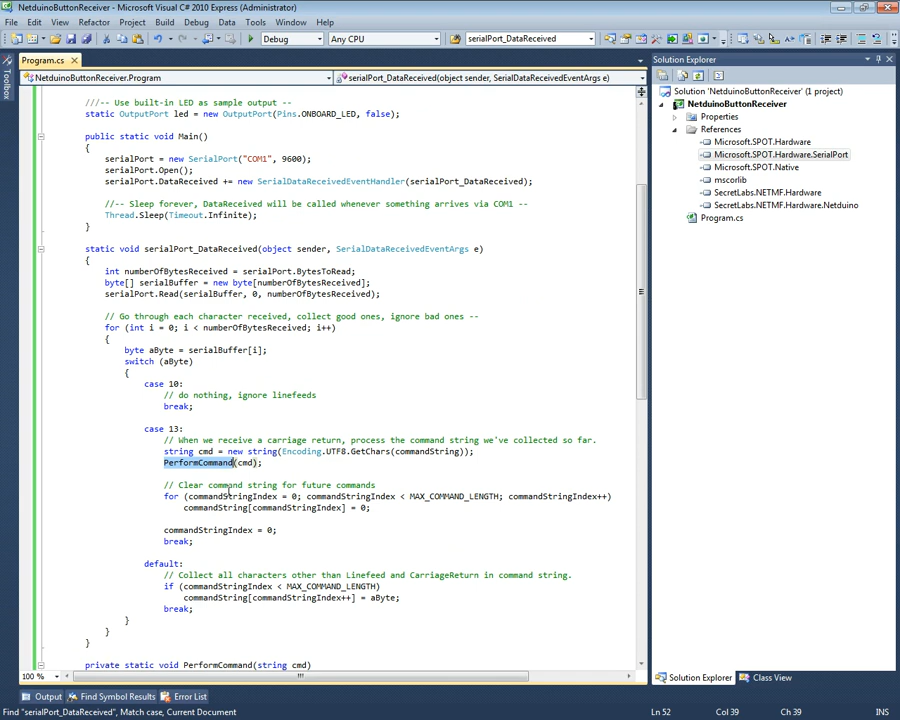 NetduinoButtonReceiver - Microsoft Visual C# 2010 Express (Administrator)
File Edit View Refactor Project Build Debug Data Tools Window Help
Debug Any CPU serialPort_DataReceived
Toolbox
Program.cs
NetduinoButtonReceiver.Program
serialPort_DataReceived(object sender, SerialDataReceivedEventArgs e)
///-- Use built-in LED as sample output --
static OutputPort led = new OutputPort(Pins.ONBOARD_LED, false);
public static void Main()
{
serialPort = new SerialPort("COM1", 9600);
serialPort.Open();
serialPort.DataReceived += new SerialDataReceivedEventHandler(serialPort_DataReceived);
//-- Sleep forever, DataReceived will be called whenever something arrives via COM1 --
Thread.Sleep(Timeout.Infinite);
}
static void serialPort_DataReceived(object sender, SerialDataReceivedEventArgs e)
{
int numberOfBytesReceived = serialPort.BytesToRead;
byte[] serialBuffer = new byte[numberOfBytesReceived];
serialPort.Read(serialBuffer, 0, numberOfBytesReceived);
// Go through each character received, collect good ones, ignore bad ones --
for (int i = 0; i < numberOfBytesReceived; i++)
{
byte aByte = serialBuffer[i];
switch (aByte)
{
case 10:
// do nothing, ignore linefeeds
break;
case 13:
// When we receive a carriage return, process the command string we've collected so far.
string cmd = new string(Encoding.UTF8.GetChars(commandString));
PerformCommand(cmd);
// Clear command string for future commands
for (commandStringIndex = 0; commandStringIndex < MAX_COMMAND_LENGTH; commandStringIndex++)
commandString[commandStringIndex] = 0;
commandStringIndex = 0;
break;
default:
// Collect all characters other than Linefeed and CarriageReturn in command string.
if (commandStringIndex < MAX_COMMAND_LENGTH)
commandString[commandStringIndex++] = aByte;
break;
}
}
}
private static void PerformCommand(string cmd)
100 %
Solution Explorer
Solution 'NetduinoButtonReceiver' (1 project)
NetduinoButtonReceiver
Properties
References
Microsoft.SPOT.Hardware
Microsoft.SPOT.Hardware.SerialPort
Microsoft.SPOT.Native
mscorlib
SecretLabs.NETMF.Hardware
SecretLabs.NETMF.Hardware.Netduino
Program.cs
Solution Explorer Class View
Output Find Symbol Results Error List
Find "serialPort_DataReceived", Match case, Current Document Ln 52 Col 39 Ch 39 INS